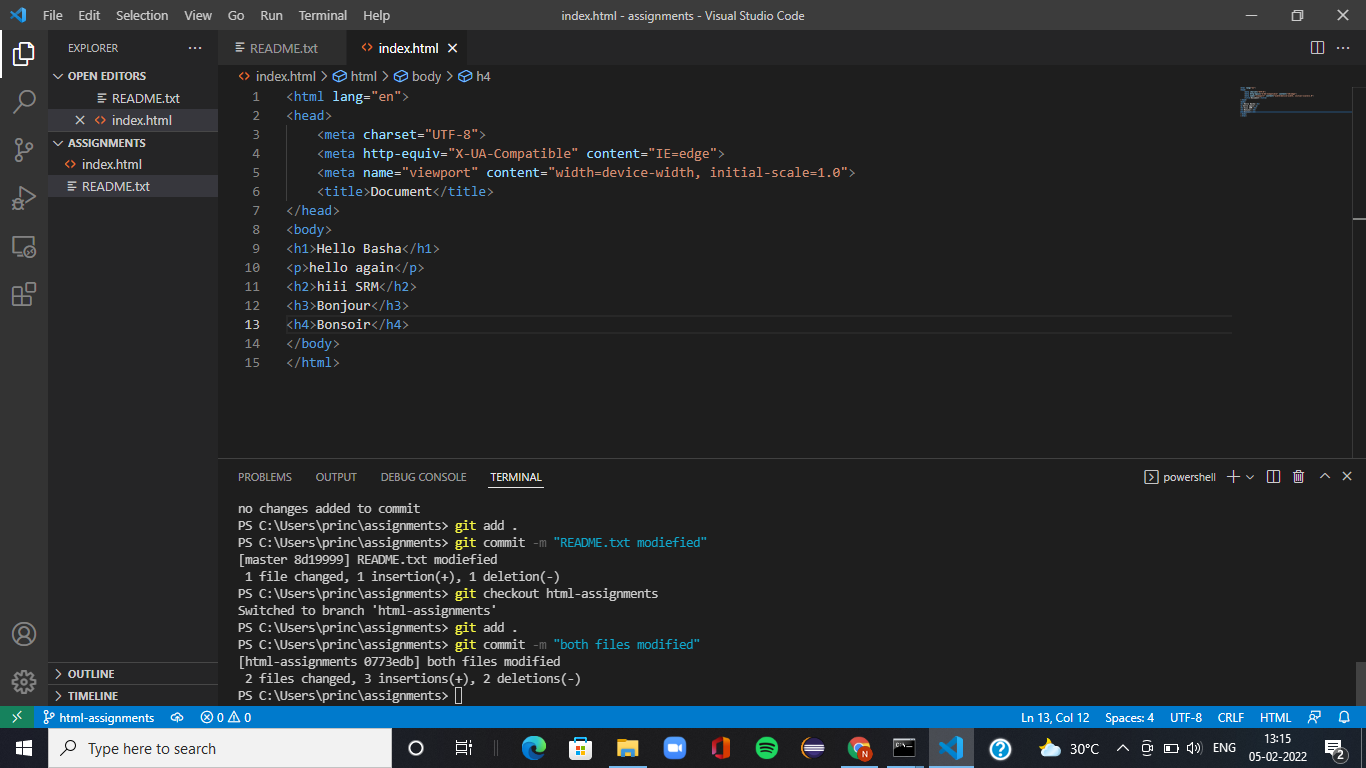 File Edit Selection View Go Run Terminal Help index.html - assignments - Visual Studio Code
EXPLORER
OPEN EDITORS
README.txt
index.html
ASSIGNMENTS
index.html
README.txt
OUTLINE
TIMELINE
README.txt index.html
index.html > html > body > h4
1 <html lang="en">
2 <head>
3 <meta charset="UTF-8">
4 <meta http-equiv="X-UA-Compatible" content="IE=edge">
5 <meta name="viewport" content="width=device-width, initial-scale=1.0">
6 <title>Document</title>
7 </head>
8 <body>
9 <h1>Hello Basha</h1>
10 <p>hello again</p>
11 <h2>hiii SRM</h2>
12 <h3>Bonjour</h3>
13 <h4>Bonsoir</h4>
14 </body>
15 </html>
PROBLEMS OUTPUT DEBUG CONSOLE TERMINAL powershell
no changes added to commit
PS C:\Users\princ\assignments> git add .
PS C:\Users\princ\assignments> git commit -m "README.txt modiefied"
[master 8d19999] README.txt modiefied
1 file changed, 1 insertion(+), 1 deletion(-)
PS C:\Users\princ\assignments> git checkout html-assignments
Switched to branch 'html-assignments'
PS C:\Users\princ\assignments> git add .
PS C:\Users\princ\assignments> git commit -m "both files modified"
[html-assignments 0773edb] both files modified
2 files changed, 3 insertions(+), 2 deletions(-)
PS C:\Users\princ\assignments>
html-assignments 0 0 Ln 13, Col 12 Spaces: 4 UTF-8 CRLF HTML
Type here to search N 30°C ENG 13:15
05-02-2022 2